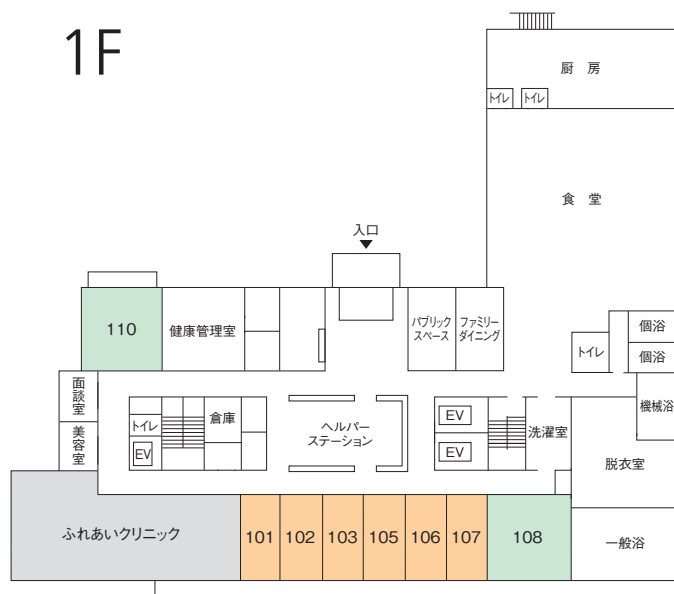 1F
厨 房
トイレ
トイレ
食 堂
入口
110
健康管理室
パブリック
スペース
ファミリー
ダイニング
トイレ
個浴
個浴
機械浴
面談室
美容室
トイレ
EV
倉庫
ヘルパー
ステーション
EV
EV
洗濯室
脱衣室
ふれあいクリニック
101
102
103
105
106
107
108
一般浴